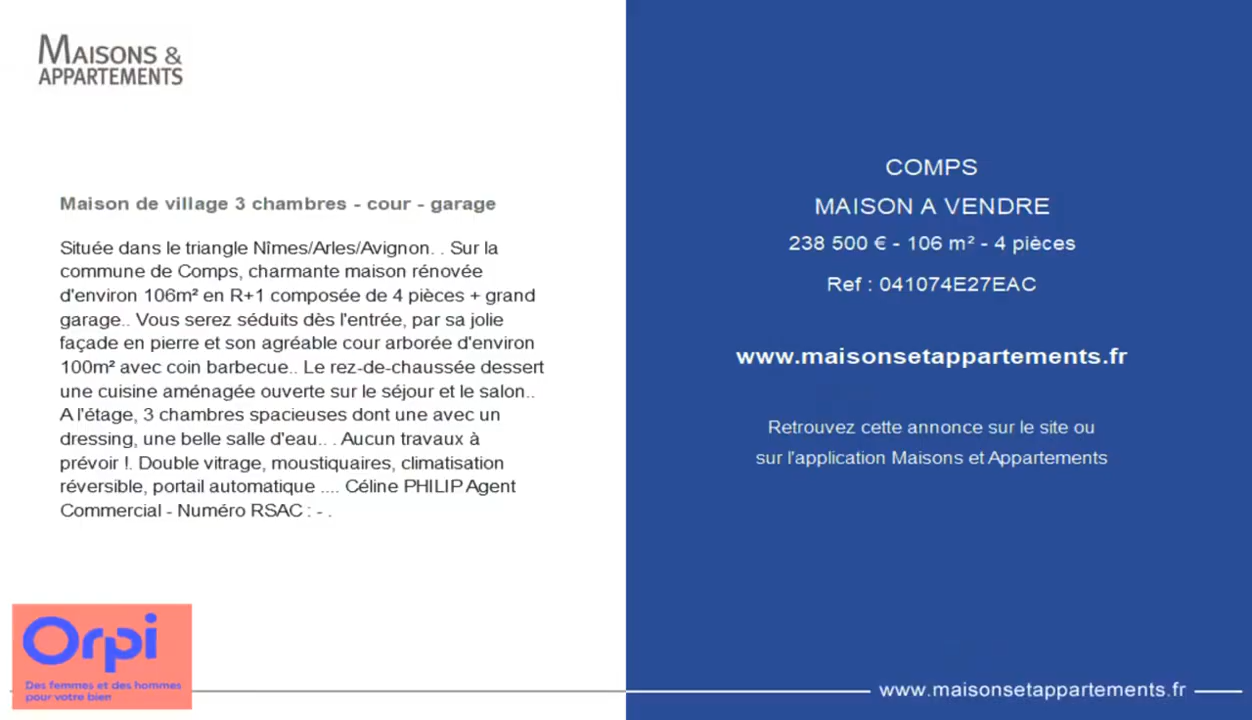 MAISONS &
APPARTEMENTS
Maison de village 3 chambres - cour - garage
Située dans le triangle Nîmes/Arles/Avignon. . Sur la
commune de Comps, charmante maison rénovée
d'environ 106m² en R+1 composée de 4 pièces + grand
garage.. Vous serez séduits dès l'entrée, par sa jolie
façade en pierre et son agréable cour arborée d'environ
100m² avec coin barbecue.. Le rez-de-chaussée dessert
une cuisine aménagée ouverte sur le séjour et le salon..
A l'étage, 3 chambres spacieuses dont une avec un
dressing, une belle salle d'eau.. . Aucun travaux à
prévoir !. Double vitrage, moustiquaires, climatisation
réversible, portail automatique .... Céline PHILIP Agent
Commercial - Numéro RSAC : - .
Orpi
Des femmes et des hommes
pour votre bien
COMPS
MAISON A VENDRE
238 500 € - 106 m² - 4 pièces
Ref : 041074E27EAC
www.maisonsetappartements.fr
Retrouvez cette annonce sur le site ou
sur l'application Maisons et Appartements
www.maisonsetappartements.fr